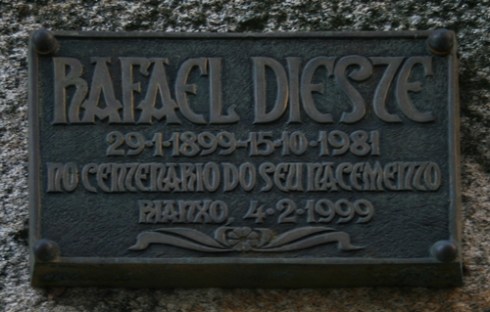 RAFAEL DIESTE
29-1-1899-15-10-1981
NO CENTENARIO DO SEU NACEMENTO
RIANXO, 4-2-1999